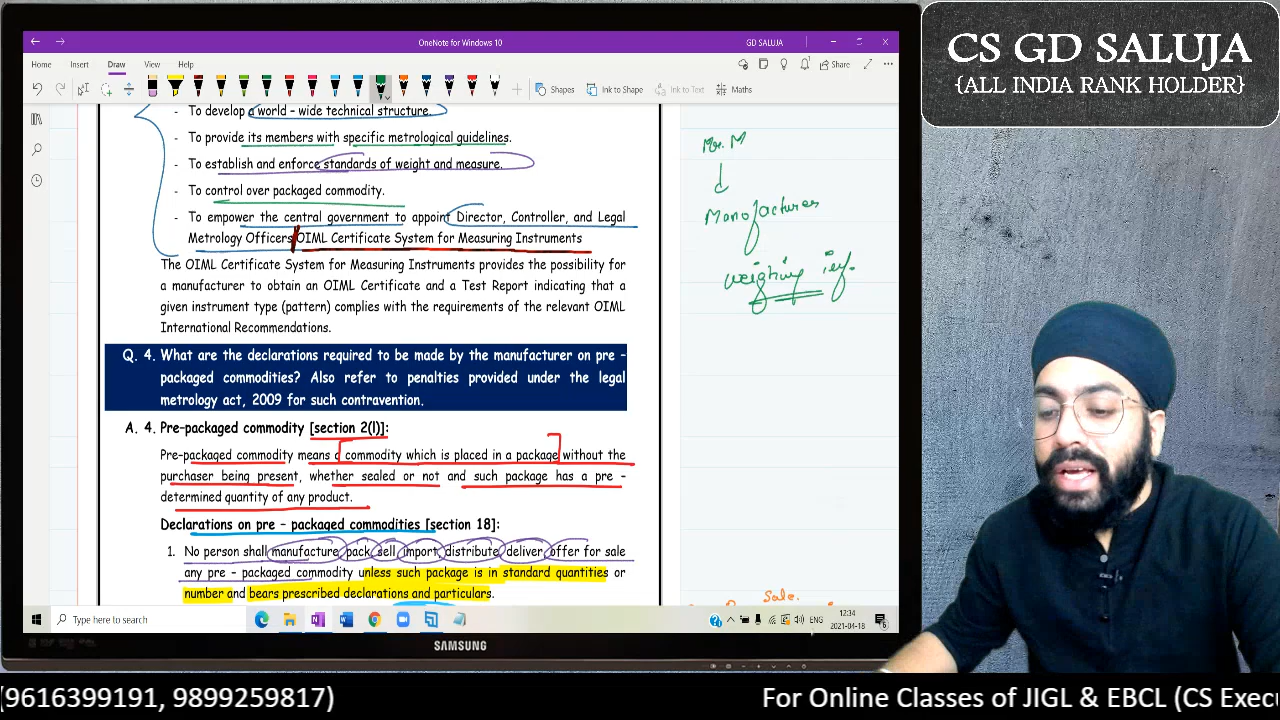 OneNote for Windows 10
GD SALUJA
Home Insert Draw View Help
Share
Shapes
Ink to Shape
Ink to Text
Maths
- To develop a world - wide technical structure.
- To provide its members with specific metrological guidelines.
- To establish and enforce standards of weight and measure.
- To control over packaged commodity.
- To empower the central government to appoint Director, Controller, and Legal
Metrology Officers OIML Certificate System for Measuring Instruments
The OIML Certificate System for Measuring Instruments provides the possibility for
a manufacturer to obtain an OIML Certificate and a Test Report indicating that a
given instrument type (pattern) complies with the requirements of the relevant OIML
International Recommendations.
Q. 4. What are the declarations required to be made by the manufacturer on pre -
packaged commodities? Also refer to penalties provided under the legal
metrology act, 2009 for such contravention.
A. 4. Pre-packaged commodity [section 2(l)]:
Pre-packaged commodity means a commodity which is placed in a package without the
purchaser being present, whether sealed or not and such package has a pre -
determined quantity of any product.
Declarations on pre - packaged commodities [section 18]:
1. No person shall manufacture pack sell import distribute deliver offer for sale
any pre - packaged commodity unless such package is in standard quantities or
number and bears prescribed declarations and particulars.
Mr. M
Manufacturer
weighing
Sale.
Type here to search
ENG
12:34
2021-04-18
SAMSUNG
CS GD SALUJA
{ALL INDIA RANK HOLDER}
(9616399191, 9899259817)
For Online Classes of JIGL & EBCL (CS Exec